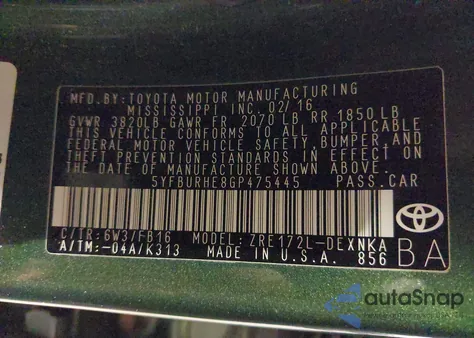 MFD.BY: TOYOTA MOTOR MANUFACTURING
MISSISSIPPI INC. 02/16
GVWR 3820 LB GAWR FR 2070 LB RR 1850 LB
THIS VEHICLE CONFORMS TO ALL APPLICABLE
FEDERAL MOTOR VEHICLE SAFETY, BUMPER, AND
THEFT PREVENTION STANDARDS IN EFFECT ON
THE DATE OF MANUFACTURE SHOWN ABOVE.
5YFBURHE8GP475445 PASS.CAR
C/TR: 6W3/FB16 MODEL: ZRE172L-DEXNKA
A/TM:-04A/K313 MADE IN U.S.A. 856
BA
autoSnap